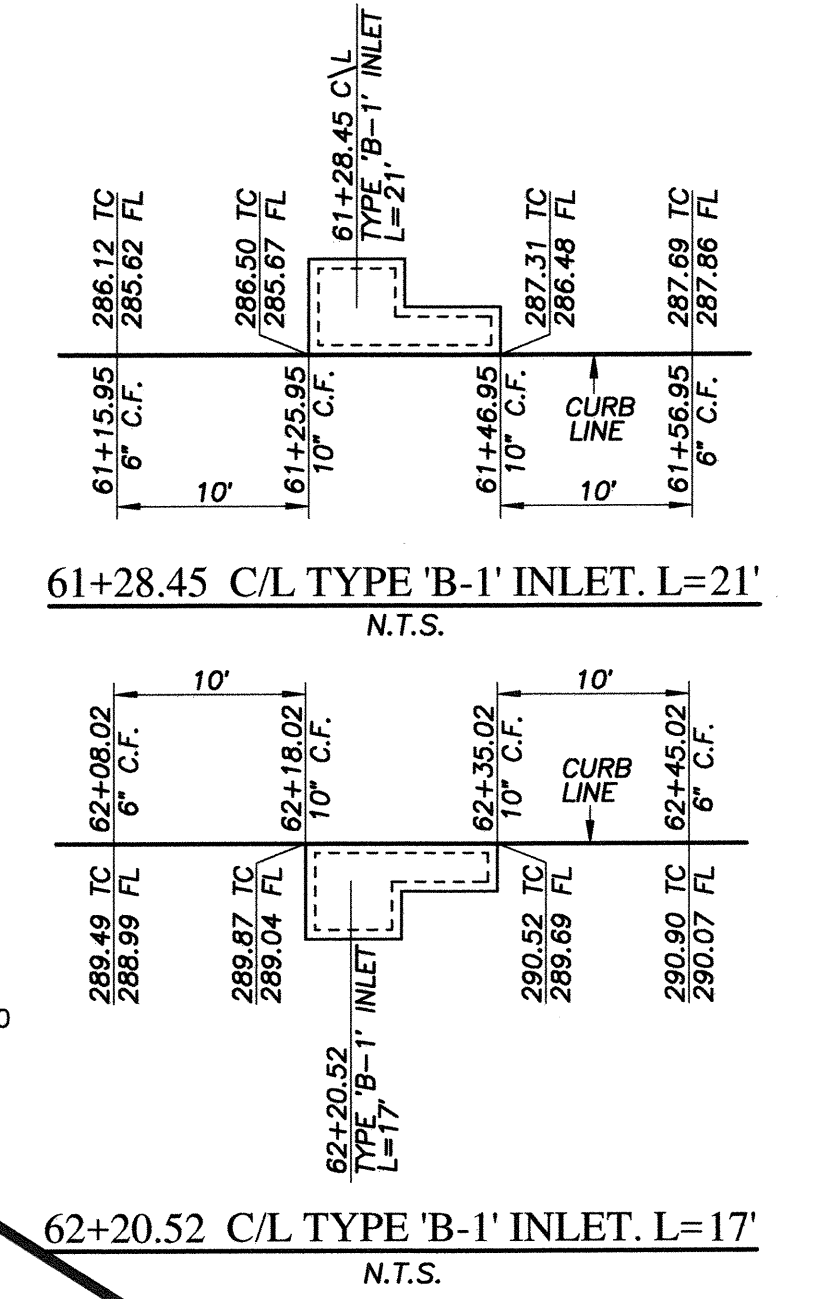 61+28.45 C\L
TYPE 'B-1' INLET
L=21'
286.12 TC
285.62 FL
286.50 TC
285.67 FL
287.31 TC
286.48 FL
287.69 TC
287.86 FL
61+15.95
6" C.F.
61+25.95
10" C.F.
61+46.95
10" C.F.
61+56.95
6" C.F.
CURB
LINE
10'
10'
61+28.45 C/L TYPE 'B-1' INLET. L=21'
N.T.S.
10'
10'
62+08.02
6" C.F.
62+18.02
10" C.F.
62+35.02
10" C.F.
62+45.02
6" C.F.
CURB
LINE
289.49 TC
288.99 FL
289.87 TC
289.04 FL
290.52 TC
289.69 FL
290.90 TC
290.07 FL
0
62+20.52
TYPE 'B-1' INLET
L=17'
62+20.52 C/L TYPE 'B-1' INLET. L=17'
N.T.S.